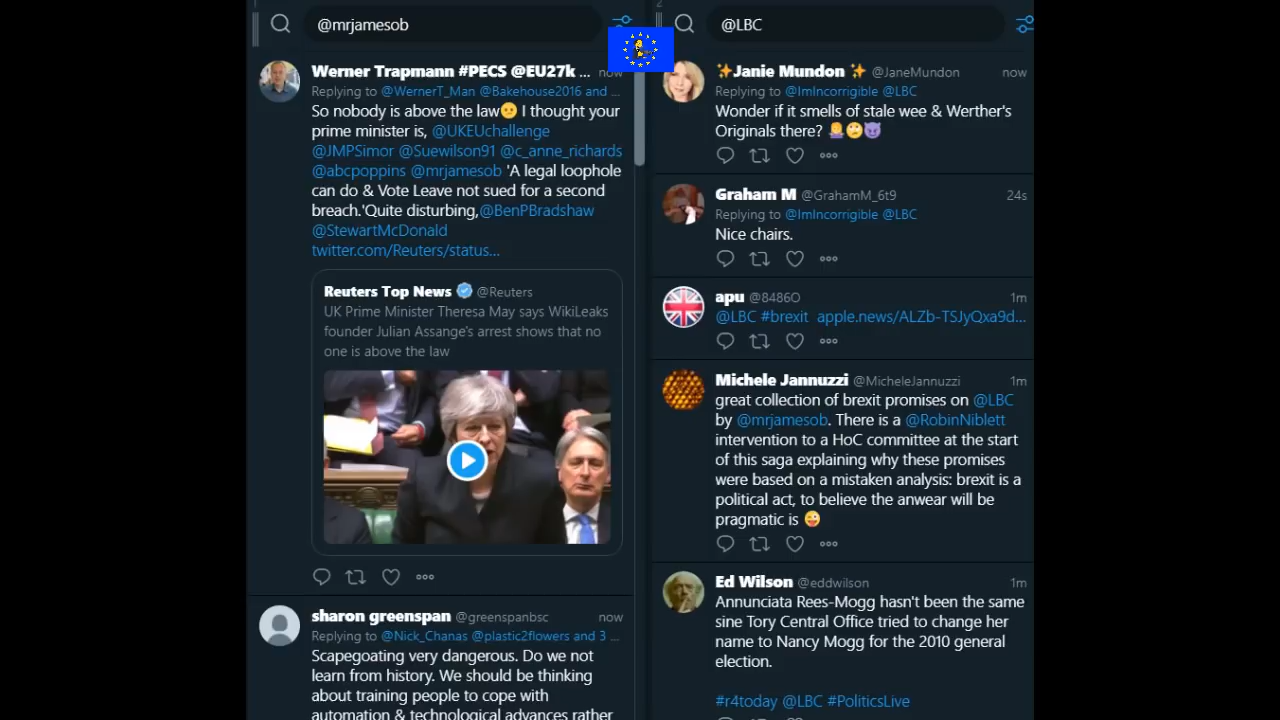 1
@mrjamesob
Werner Trapmann #PECS @EU27k ... now
Replying to @WernerT_Man @Bakehouse2016 and ...
So nobody is above the law😕 I thought your
prime minister is, @UKEUchallenge
@JMPSimor @Suewilson91 @c_anne_richards
@abcpoppins @mrjamesob 'A legal loophole
can do & Vote Leave not sued for a second
breach.'Quite disturbing,@BenPBradshaw
@StewartMcDonald
twitter.com/Reuters/status...
Reuters Top News @Reuters
UK Prime Minister Theresa May says WikiLeaks
founder Julian Assange's arrest shows that no
one is above the law
sharon greenspan @greenspanbsc now
Replying to @Nick_Chanas @plastic2flowers and 3 ...
Scapegoating very dangerous. Do we not
learn from history. We should be thinking
about training people to cope with
automation & technological advances rather
2
@LBC
✨Janie Mundon ✨ @JaneMundon now
Replying to @ImIncorrigible @LBC
Wonder if it smells of stale wee & Werther's
Originals there? 🤷‍♀️🙄😈
Graham M @GrahamM_6t9 24s
Replying to @ImIncorrigible @LBC
Nice chairs.
apu @8486O 1m
@LBC #brexit apple.news/ALZb-TSJyQxa9d...
Michele Jannuzzi @MicheleJannuzzi 1m
great collection of brexit promises on @LBC
by @mrjamesob. There is a @RobinNiblett
intervention to a HoC committee at the start
of this saga explaining why these promises
were based on a mistaken analysis: brexit is a
political act, to believe the anwear will be
pragmatic is 😜
Ed Wilson @eddwilson 1m
Annunciata Rees-Mogg hasn't been the same
sine Tory Central Office tried to change her
name to Nancy Mogg for the 2010 general
election.
#r4today @LBC #PoliticsLive